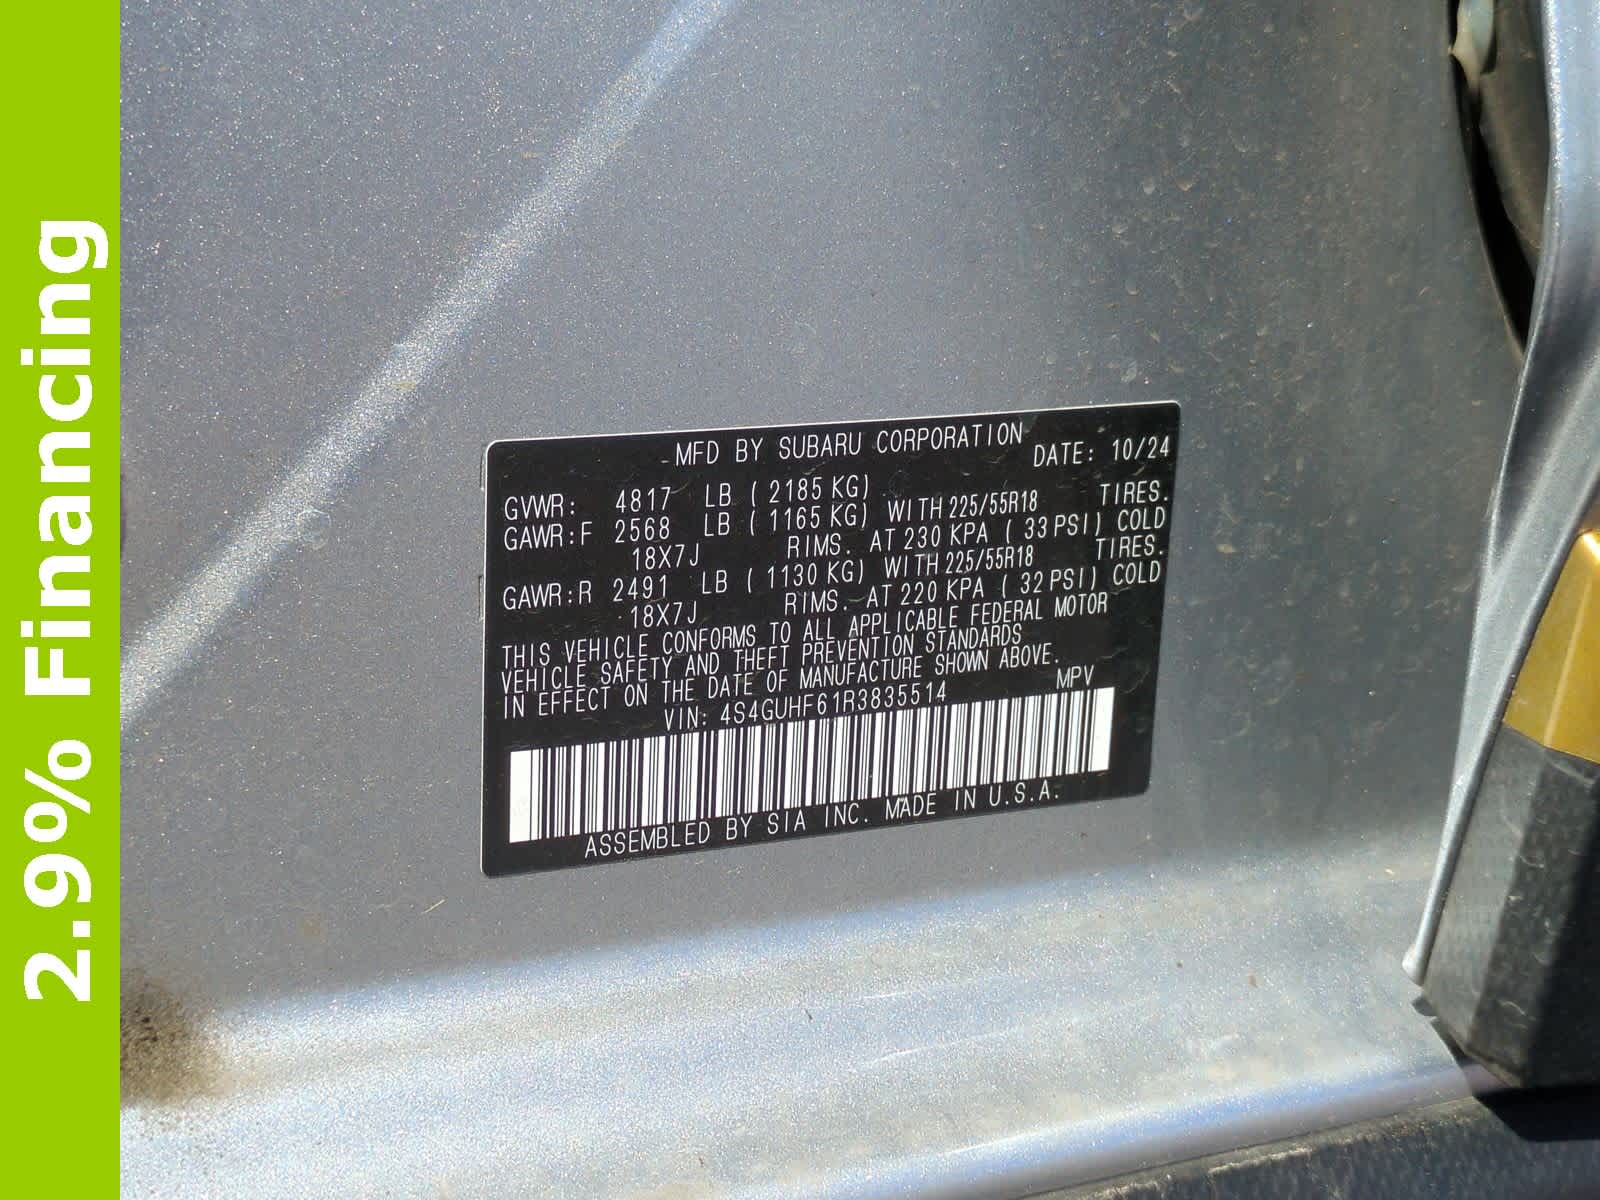 2.9% Financing
MFD BY SUBARU CORPORATION DATE: 10/24
GVWR: 4817 LB ( 2185 KG)
GAWR:F 2568 LB ( 1165 KG) WITH 225/55R18 TIRES.
18X7J RIMS. AT 230 KPA ( 33 PSI) COLD
GAWR:R 2491 LB ( 1130 KG) WITH 225/55R18 TIRES.
18X7J RIMS. AT 220 KPA ( 32 PSI) COLD
THIS VEHICLE CONFORMS TO ALL APPLICABLE FEDERAL MOTOR
VEHICLE SAFETY AND THEFT PREVENTION STANDARDS
IN EFFECT ON THE DATE OF MANUFACTURE SHOWN ABOVE.
VIN: 4S4GUHF61R3835514 MPV
ASSEMBLED BY SIA INC. MADE IN U.S.A.